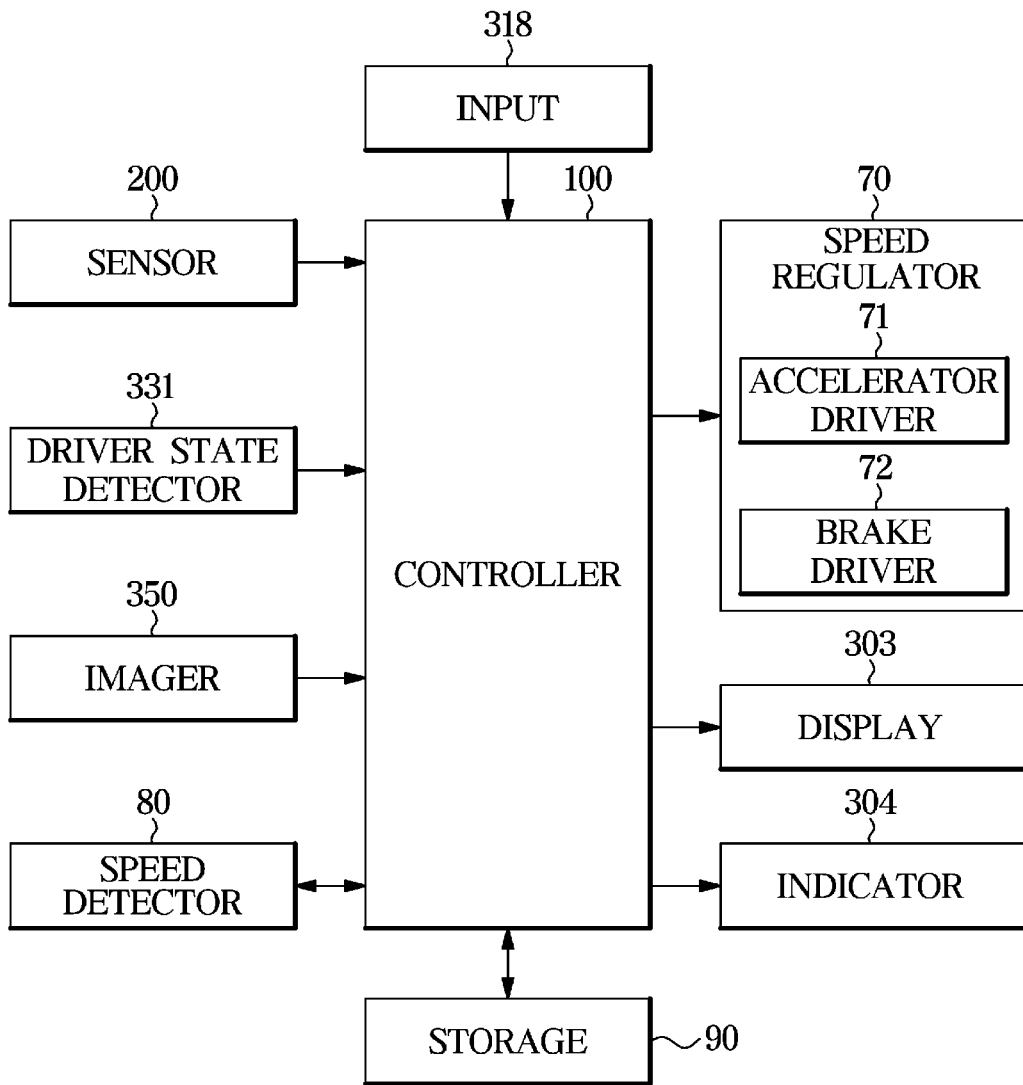 318
INPUT
200
SENSOR
100
70
SPEED
REGULATOR
71
ACCELERATOR
DRIVER
72
BRAKE
DRIVER
331
DRIVER STATE
DETECTOR
CONTROLLER
350
IMAGER
303
DISPLAY
80
SPEED
DETECTOR
304
INDICATOR
STORAGE
90